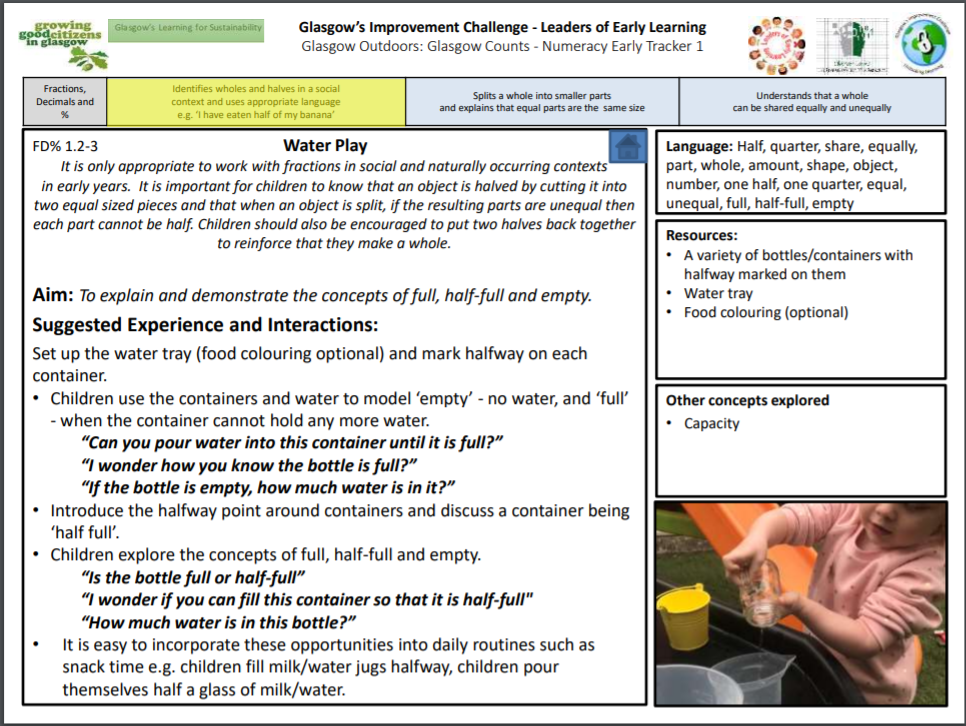 growing
good citizens
in glasgow
Glasgow's Learning for Sustainability
Glasgow's Improvement Challenge - Leaders of Early Learning
Glasgow Outdoors: Glasgow Counts - Numeracy Early Tracker 1
Leaders of Early Learning
Fractions,
Decimals and
%
Identifies wholes and halves in a social
context and uses appropriate language
e.g. 'I have eaten half of my banana'
Splits a whole into smaller parts
and explains that equal parts are the same size
Understands that a whole
can be shared equally and unequally
FD% 1.2-3
Water Play
It is only appropriate to work with fractions in social and naturally occurring contexts
in early years. It is important for children to know that an object is halved by cutting it into
two equal sized pieces and that when an object is split, if the resulting parts are unequal then
each part cannot be half. Children should also be encouraged to put two halves back together
to reinforce that they make a whole.
Aim: To explain and demonstrate the concepts of full, half-full and empty.
Suggested Experience and Interactions:
Set up the water tray (food colouring optional) and mark halfway on each
container.
• Children use the containers and water to model 'empty' - no water, and 'full'
- when the container cannot hold any more water.
"Can you pour water into this container until it is full?"
"I wonder how you know the bottle is full?"
"If the bottle is empty, how much water is in it?"
• Introduce the halfway point around containers and discuss a container being
'half full'.
• Children explore the concepts of full, half-full and empty.
"Is the bottle full or half-full"
"I wonder if you can fill this container so that it is half-full"
"How much water is in this bottle?"
• It is easy to incorporate these opportunities into daily routines such as
snack time e.g. children fill milk/water jugs halfway, children pour
themselves half a glass of milk/water.
Language: Half, quarter, share, equally,
part, whole, amount, shape, object,
number, one half, one quarter, equal,
unequal, full, half-full, empty
Resources:
• A variety of bottles/containers with
halfway marked on them
• Water tray
• Food colouring (optional)
Other concepts explored
• Capacity